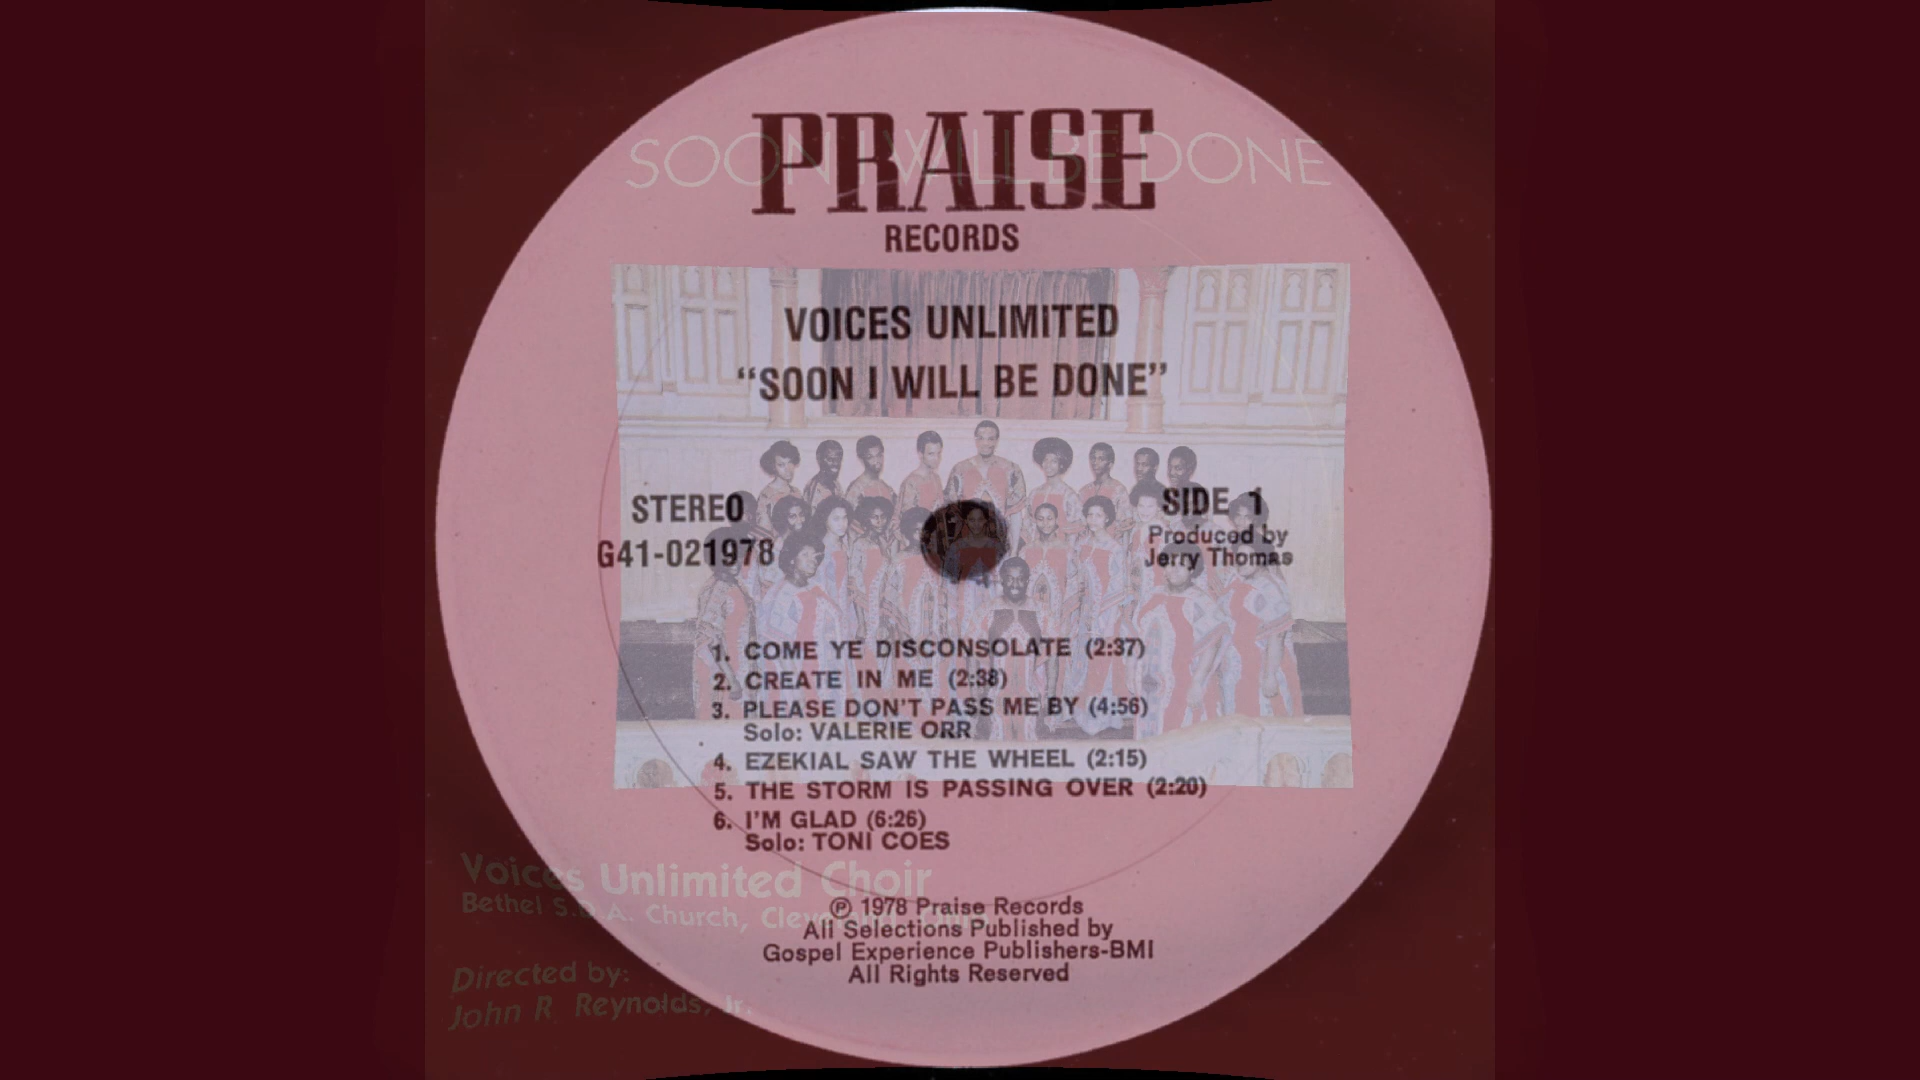 PRAISE
SOON I WILL BE DONE
RECORDS
VOICES UNLIMITED
“SOON I WILL BE DONE”
STEREO
G41-021978
SIDE 1
Produced by
Jerry Thomas
1. COME YE DISCONSOLATE (2:37)
2. CREATE IN ME (2:38)
3. PLEASE DON'T PASS ME BY (4:56)
Solo: VALERIE ORR
4. EZEKIAL SAW THE WHEEL (2:15)
5. THE STORM IS PASSING OVER (2:20)
6. I'M GLAD (6:26)
Solo: TONI COES
Voices Unlimited Choir
Bethel S.D.A. Church, Cleveland, Ohio
℗ 1978 Praise Records
All Selections Published by
Gospel Experience Publishers-BMI
All Rights Reserved
Directed by:
John R. Reynolds, Jr.